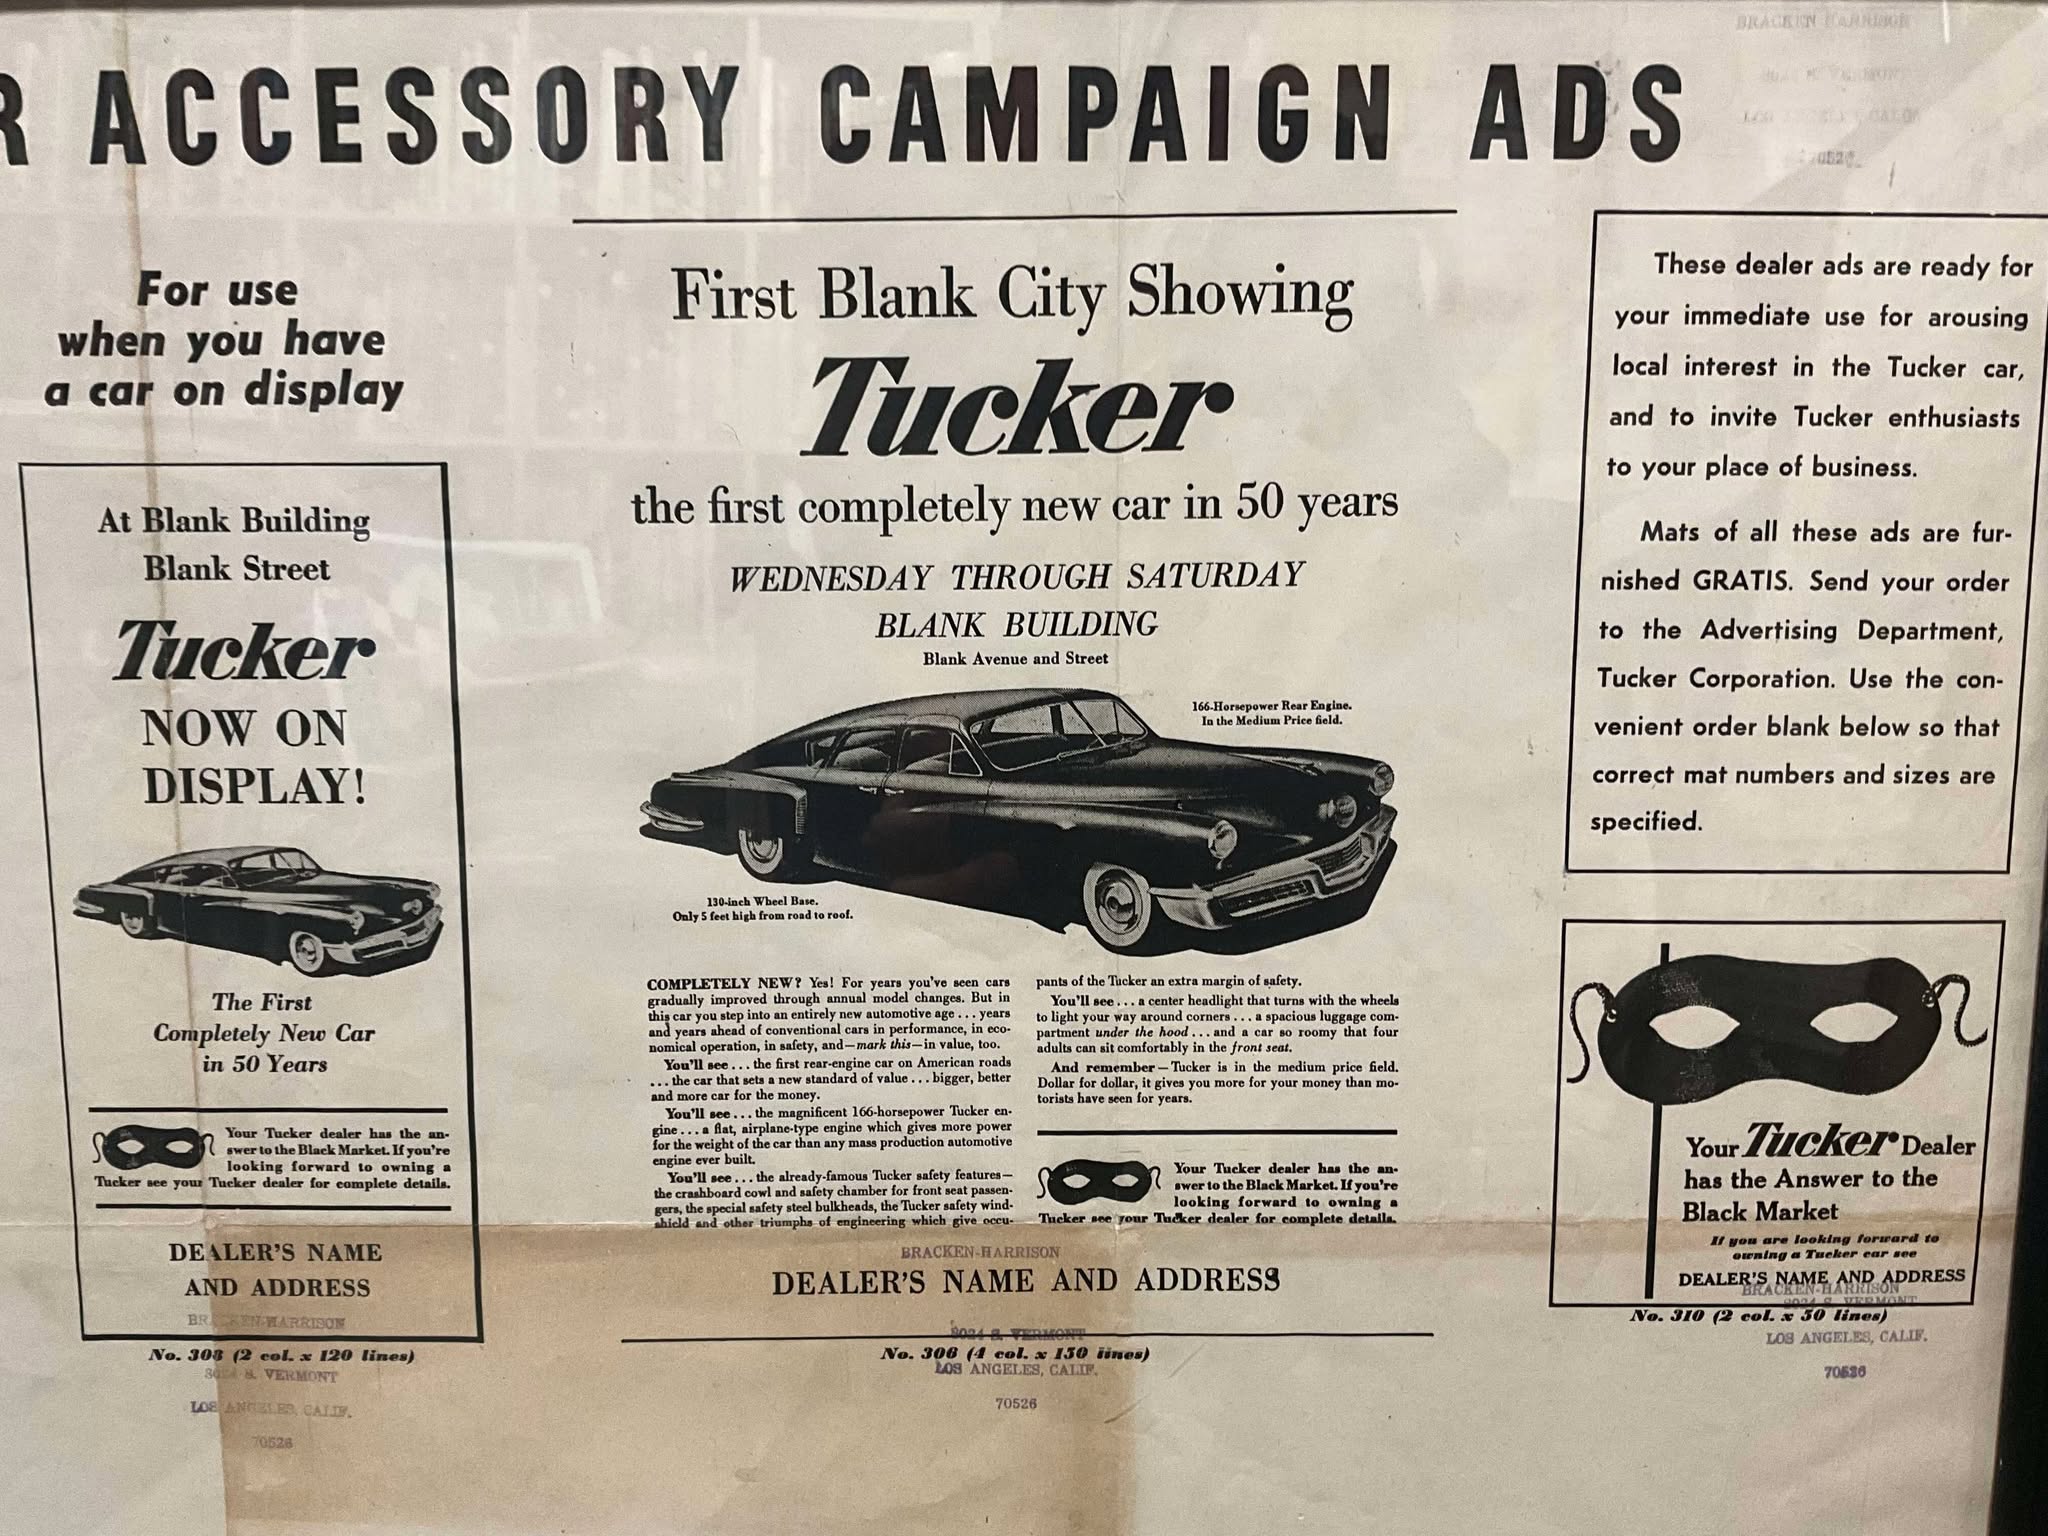 R ACCESSORY CAMPAIGN ADS
For use
when you have
a car on display
At Blank Building
Blank Street
Tucker
NOW ON
DISPLAY!
The First
Completely New Car
in 50 Years
Your Tucker dealer has the an-
swer to the Black Market. If you're
looking forward to owning a
Tucker see your Tucker dealer for complete details.
DEALER'S NAME
AND ADDRESS
BRACKEN-HARRISON
No. 308 (2 col. x 120 lines)
S. VERMONT
LOS ANGELES, CALIF.
70526
First Blank City Showing
Tucker
the first completely new car in 50 years
WEDNESDAY THROUGH SATURDAY
BLANK BUILDING
Blank Avenue and Street
166-Horsepower Rear Engine.
In the Medium Price field.
130-inch Wheel Base.
Only 5 feet high from road to roof.
COMPLETELY NEW? Yes! For years you've seen cars
gradually improved through annual model changes. But in
this car you step into an entirely new automotive age . . . years
and years ahead of conventional cars in performance, in eco-
nomical operation, in safety, and—mark this—in value, too.
You'll see . . . the first rear-engine car on American roads
. . . the car that sets a new standard of value . . . bigger, better
and more car for the money.
You'll see . . . the magnificent 166-horsepower Tucker en-
gine . . . a flat, airplane-type engine which gives more power
for the weight of the car than any mass production automotive
engine ever built.
You'll see . . . the already-famous Tucker safety features—
the crashboard cowl and safety chamber for front seat passen-
gers, the special safety steel bulkheads, the Tucker safety wind-
shield and other triumphs of engineering which give occu-
pants of the Tucker an extra margin of safety.
You'll see . . . a center headlight that turns with the wheels
to light your way around corners . . . a spacious luggage com-
partment under the hood . . . and a car so roomy that four
adults can sit comfortably in the front seat.
And remember — Tucker is in the medium price field.
Dollar for dollar, it gives you more for your money than mo-
torists have seen for years.
Your Tucker dealer has the an-
swer to the Black Market. If you're
looking forward to owning a
Tucker see your Tucker dealer for complete details.
BRACKEN-HARRISON
DEALER'S NAME AND ADDRESS
8024 S. VERMONT
No. 306 (4 col. x 150 lines)
LOS ANGELES, CALIF.
70526
BRACKEN HARRISON
S. VERMONT
LOS ANGELES, CALIF.
70526
These dealer ads are ready for
your immediate use for arousing
local interest in the Tucker car,
and to invite Tucker enthusiasts
to your place of business.
Mats of all these ads are fur-
nished GRATIS. Send your order
to the Advertising Department,
Tucker Corporation. Use the con-
venient order blank below so that
correct mat numbers and sizes are
specified.
Your Tucker Dealer
has the Answer to the
Black Market
If you are looking forward to
owning a Tucker car see
DEALER'S NAME AND ADDRESS
BRACKEN-HARRISON
8024 S. VERMONT
No. 310 (2 col. x 50 lines)
LOS ANGELES, CALIF.
70526